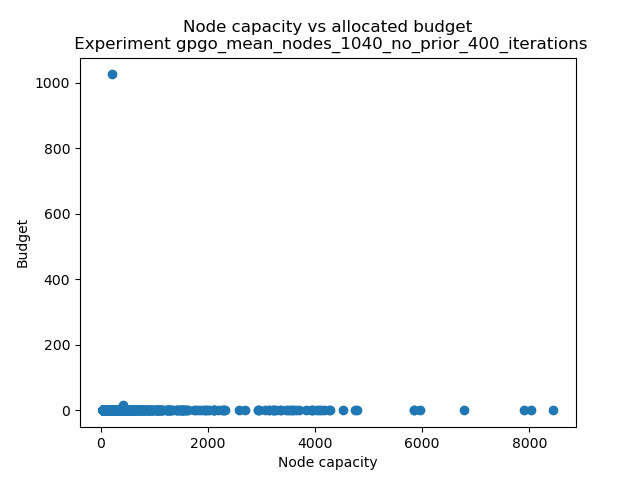 Node capacity vs allocated budget
Experiment gpgo_mean_nodes_1040_no_prior_400_iterations
1000
800
600
400
200
0
Budget
0 2000 4000 6000 8000
Node capacity